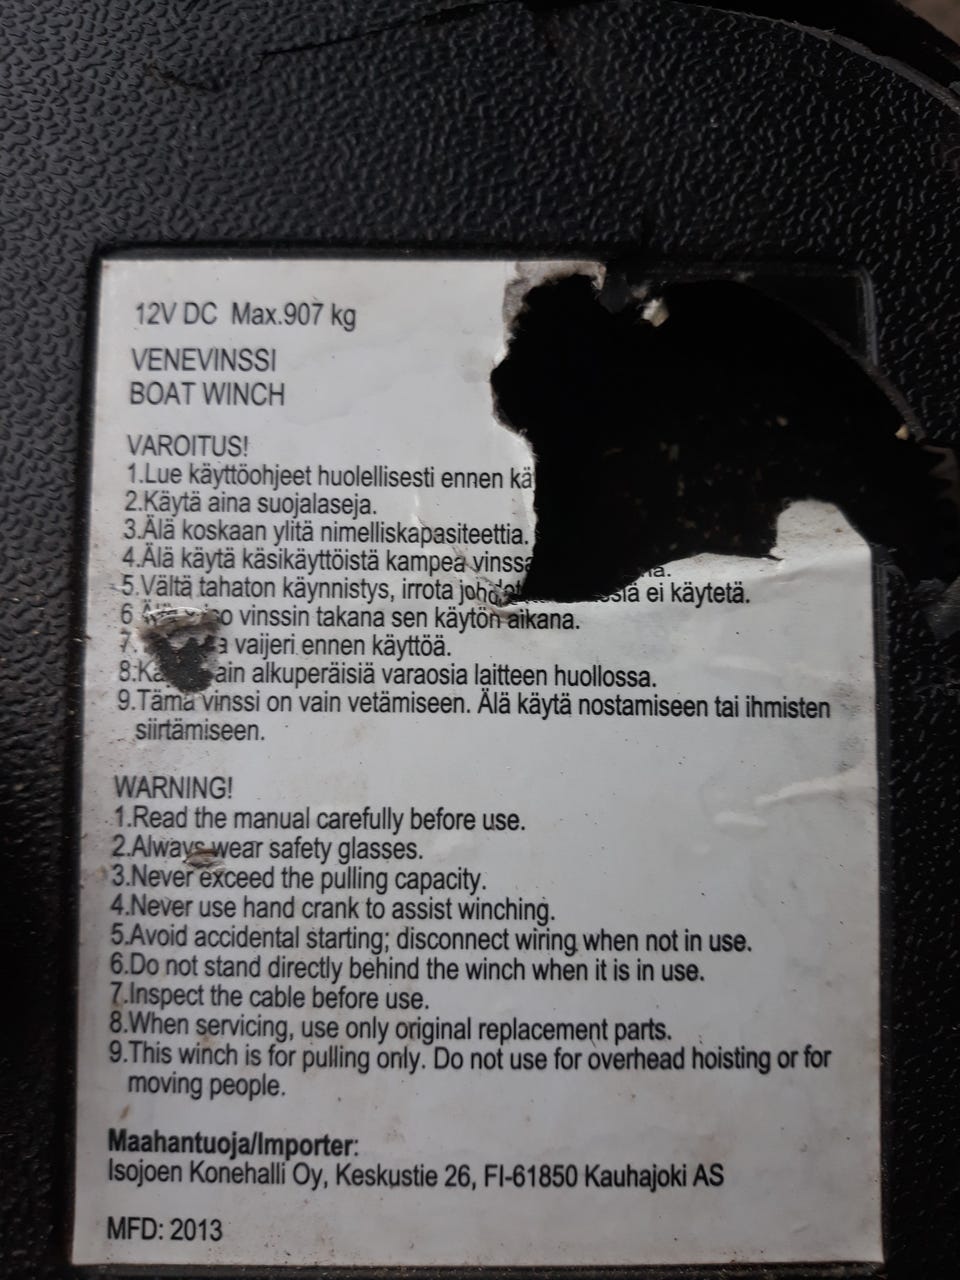 12V DC Max.907 kg
VENEVINSSI
BOAT WINCH
VAROITUS!
1.Lue käyttöohjeet huolellisesti ennen
2.Käytä aina suojalaseja.
3.Älä koskaan ylitä nimelliskapasiteettia.
4.Älä käytä käsikäyttöistä kampea
5.Vältä tahaton käynnistys, irrota ei käytetä.
6 vinssin takana sen käytön aikana.
7. vaijeri ennen käyttöä.
8. alkuperäisiä varaosia laitteen huollossa.
9.Tämä vinssi on vain vetämiseen. Älä käytä nostamiseen tai ihmisten
siirtämiseen.
WARNING!
1.Read the manual carefully before use.
2.Always wear safety glasses.
3.Never exceed the pulling capacity.
4.Never use hand crank to assist winching.
5.Avoid accidental starting; disconnect wiring when not in use.
6.Do not stand directly behind the winch when it is in use.
7.Inspect the cable before use.
8.When servicing, use only original replacement parts.
9.This winch is for pulling only. Do not use for overhead hoisting or for
moving people.
Maahantuoja/Importer:
Isojoen Konehalli Oy, Keskustie 26, FI-61850 Kauhajoki AS
MFD: 2013